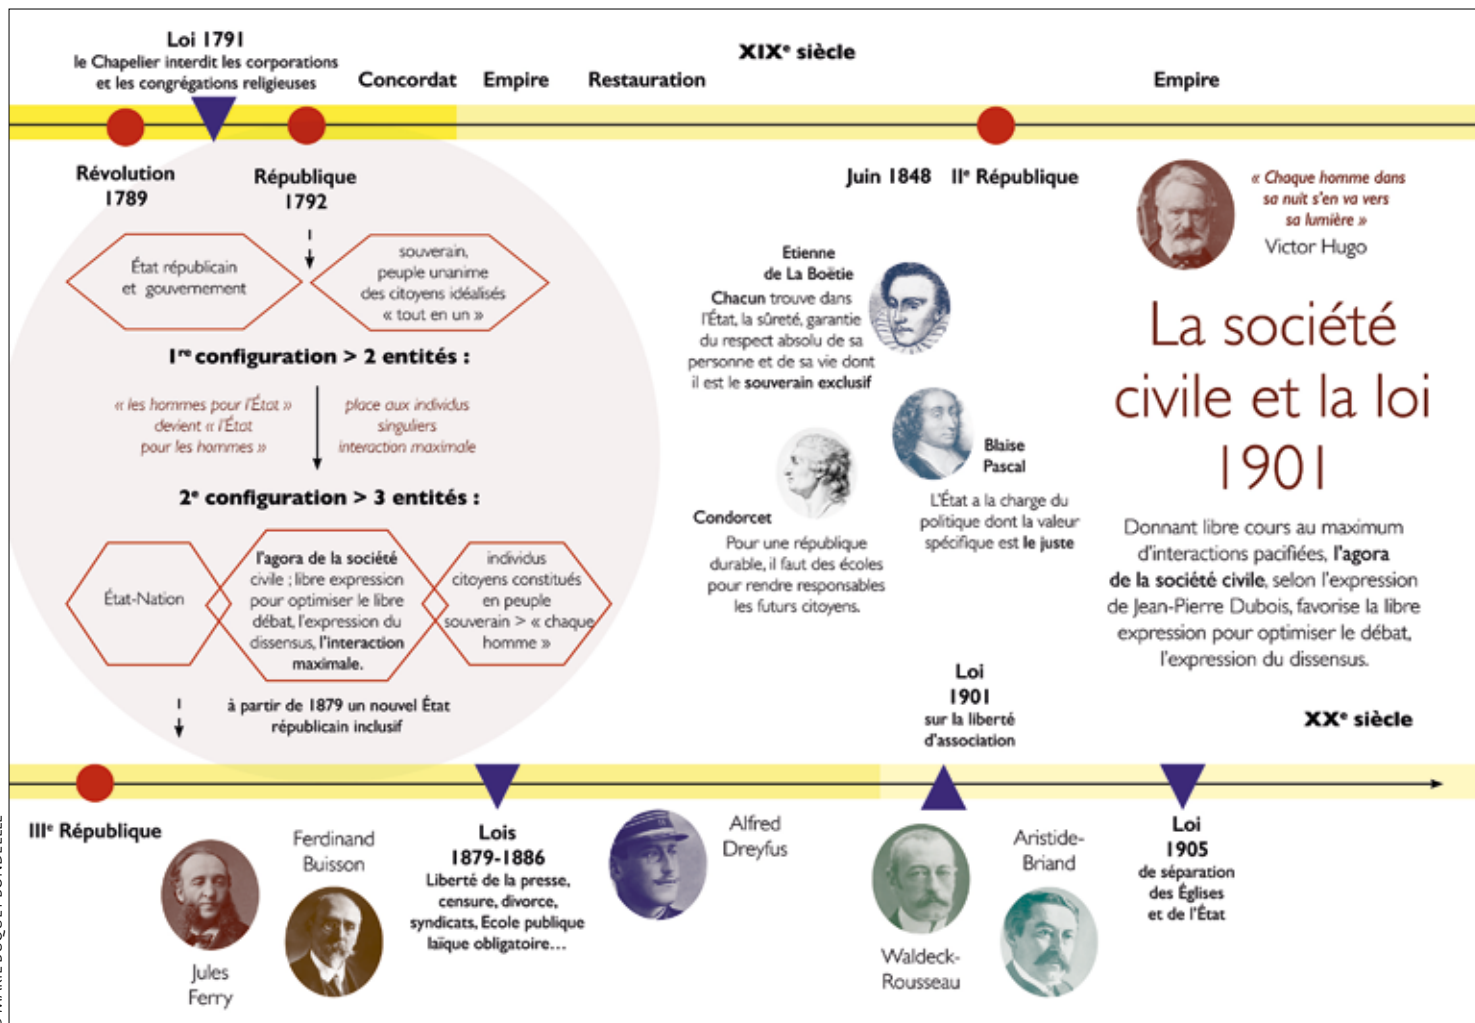 Loi 1791
le Chapelier interdit les corporations
et les congrégations religieuses
Concordat
Empire
Restauration
XIXe siècle
Empire
Révolution
1789
République
1792
Juin 1848
IIe République
« Chaque homme dans
sa nuit s'en va vers
sa lumière »
Victor Hugo
État républicain
et gouvernement
souverain,
peuple unanime
des citoyens idéalisés
« tout en un »
1re configuration > 2 entités :
« les hommes pour l'État »
devient « l'État
pour les hommes »
place aux individus
singuliers
interaction maximale
2e configuration > 3 entités :
État-Nation
l'agora de la société
civile ; libre expression
pour optimiser le libre
débat, l'expression du
dissensus, l'interaction
maximale.
individus
citoyens constitués
en peuple
souverain > « chaque
homme »
à partir de 1879 un nouvel État
républicain inclusif
Etienne
de La Boëtie
Chacun trouve dans
l'État, la sûreté, garantie
du respect absolu de sa
personne et de sa vie dont
il est le souverain exclusif
Blaise
Pascal
L'État a la charge du
politique dont la valeur
spécifique est le juste
Condorcet
Pour une république
durable, il faut des écoles
pour rendre responsables
les futurs citoyens.
La société
civile et la loi
1901
Donnant libre cours au maximum
d'interactions pacifiées, l'agora
de la société civile, selon l'expression
de Jean-Pierre Dubois, favorise la libre
expression pour optimiser le débat,
l'expression du dissensus.
Loi
1901
sur la liberté
d'association
XXe siècle
IIIe République
Jules
Ferry
Ferdinand
Buisson
Lois
1879-1886
Liberté de la presse,
censure, divorce,
syndicats, Ecole publique
laïque obligatoire…
Alfred
Dreyfus
Waldeck-
Rousseau
Aristide-
Briand
Loi
1905
de séparation
des Églises
et de l'État